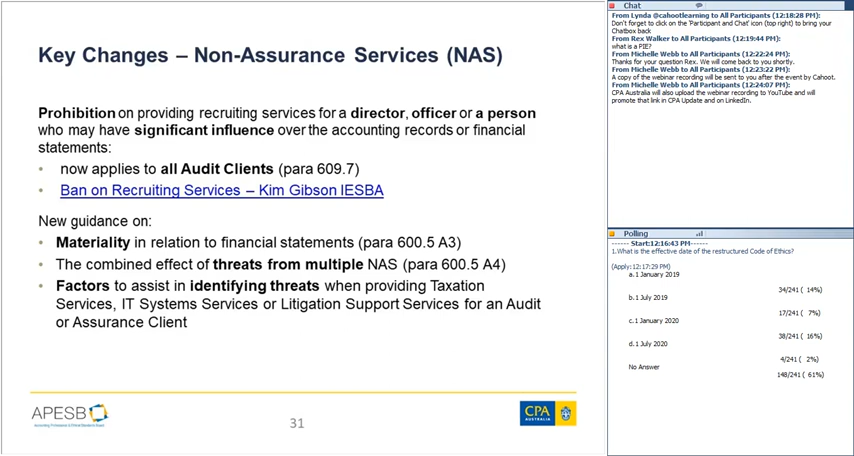 Key Changes – Non-Assurance Services (NAS)
Prohibition on providing recruiting services for a director, officer or a person
who may have significant influence over the accounting records or financial
statements:
• now applies to all Audit Clients (para 609.7)
• Ban on Recruiting Services – Kim Gibson IESBA
New guidance on:
• Materiality in relation to financial statements (para 600.5 A3)
• The combined effect of threats from multiple NAS (para 600.5 A4)
• Factors to assist in identifying threats when providing Taxation
Services, IT Systems Services or Litigation Support Services for an Audit
or Assurance Client
APESB
31
CPA
AUSTRALIA
Chat
From Lynda @cahootlearning to All Participants (12:18:28 PM):
Don't forget to click on the 'Participant and Chat' icon (top right) to bring your
Chatbox back
From Rex Walker to All Participants (12:19:44 PM):
what is a PIE?
From Michelle Webb to All Participants (12:22:24 PM):
Thanks for your question Rex. We will come back to you shortly.
From Michelle Webb to All Participants (12:23:22 PM):
A copy of the webinar recording will be sent to you after the event by Cahoot.
From Michelle Webb to All Participants (12:24:07 PM):
CPA Australia will also upload the webinar recording to YouTube and will
promote that link in CPA Update and on LinkedIn.
Polling
------ Start:12:16:43 PM------
1.What is the effective date of the restructured Code of Ethics?
(Apply:12:17:29 PM)
a.1 January 2019
34/241 ( 14%)
b.1 July 2019
17/241 ( 7%)
c.1 January 2020
38/241 ( 16%)
d.1 July 2020
4/241 ( 2%)
No Answer
148/241 ( 61%)